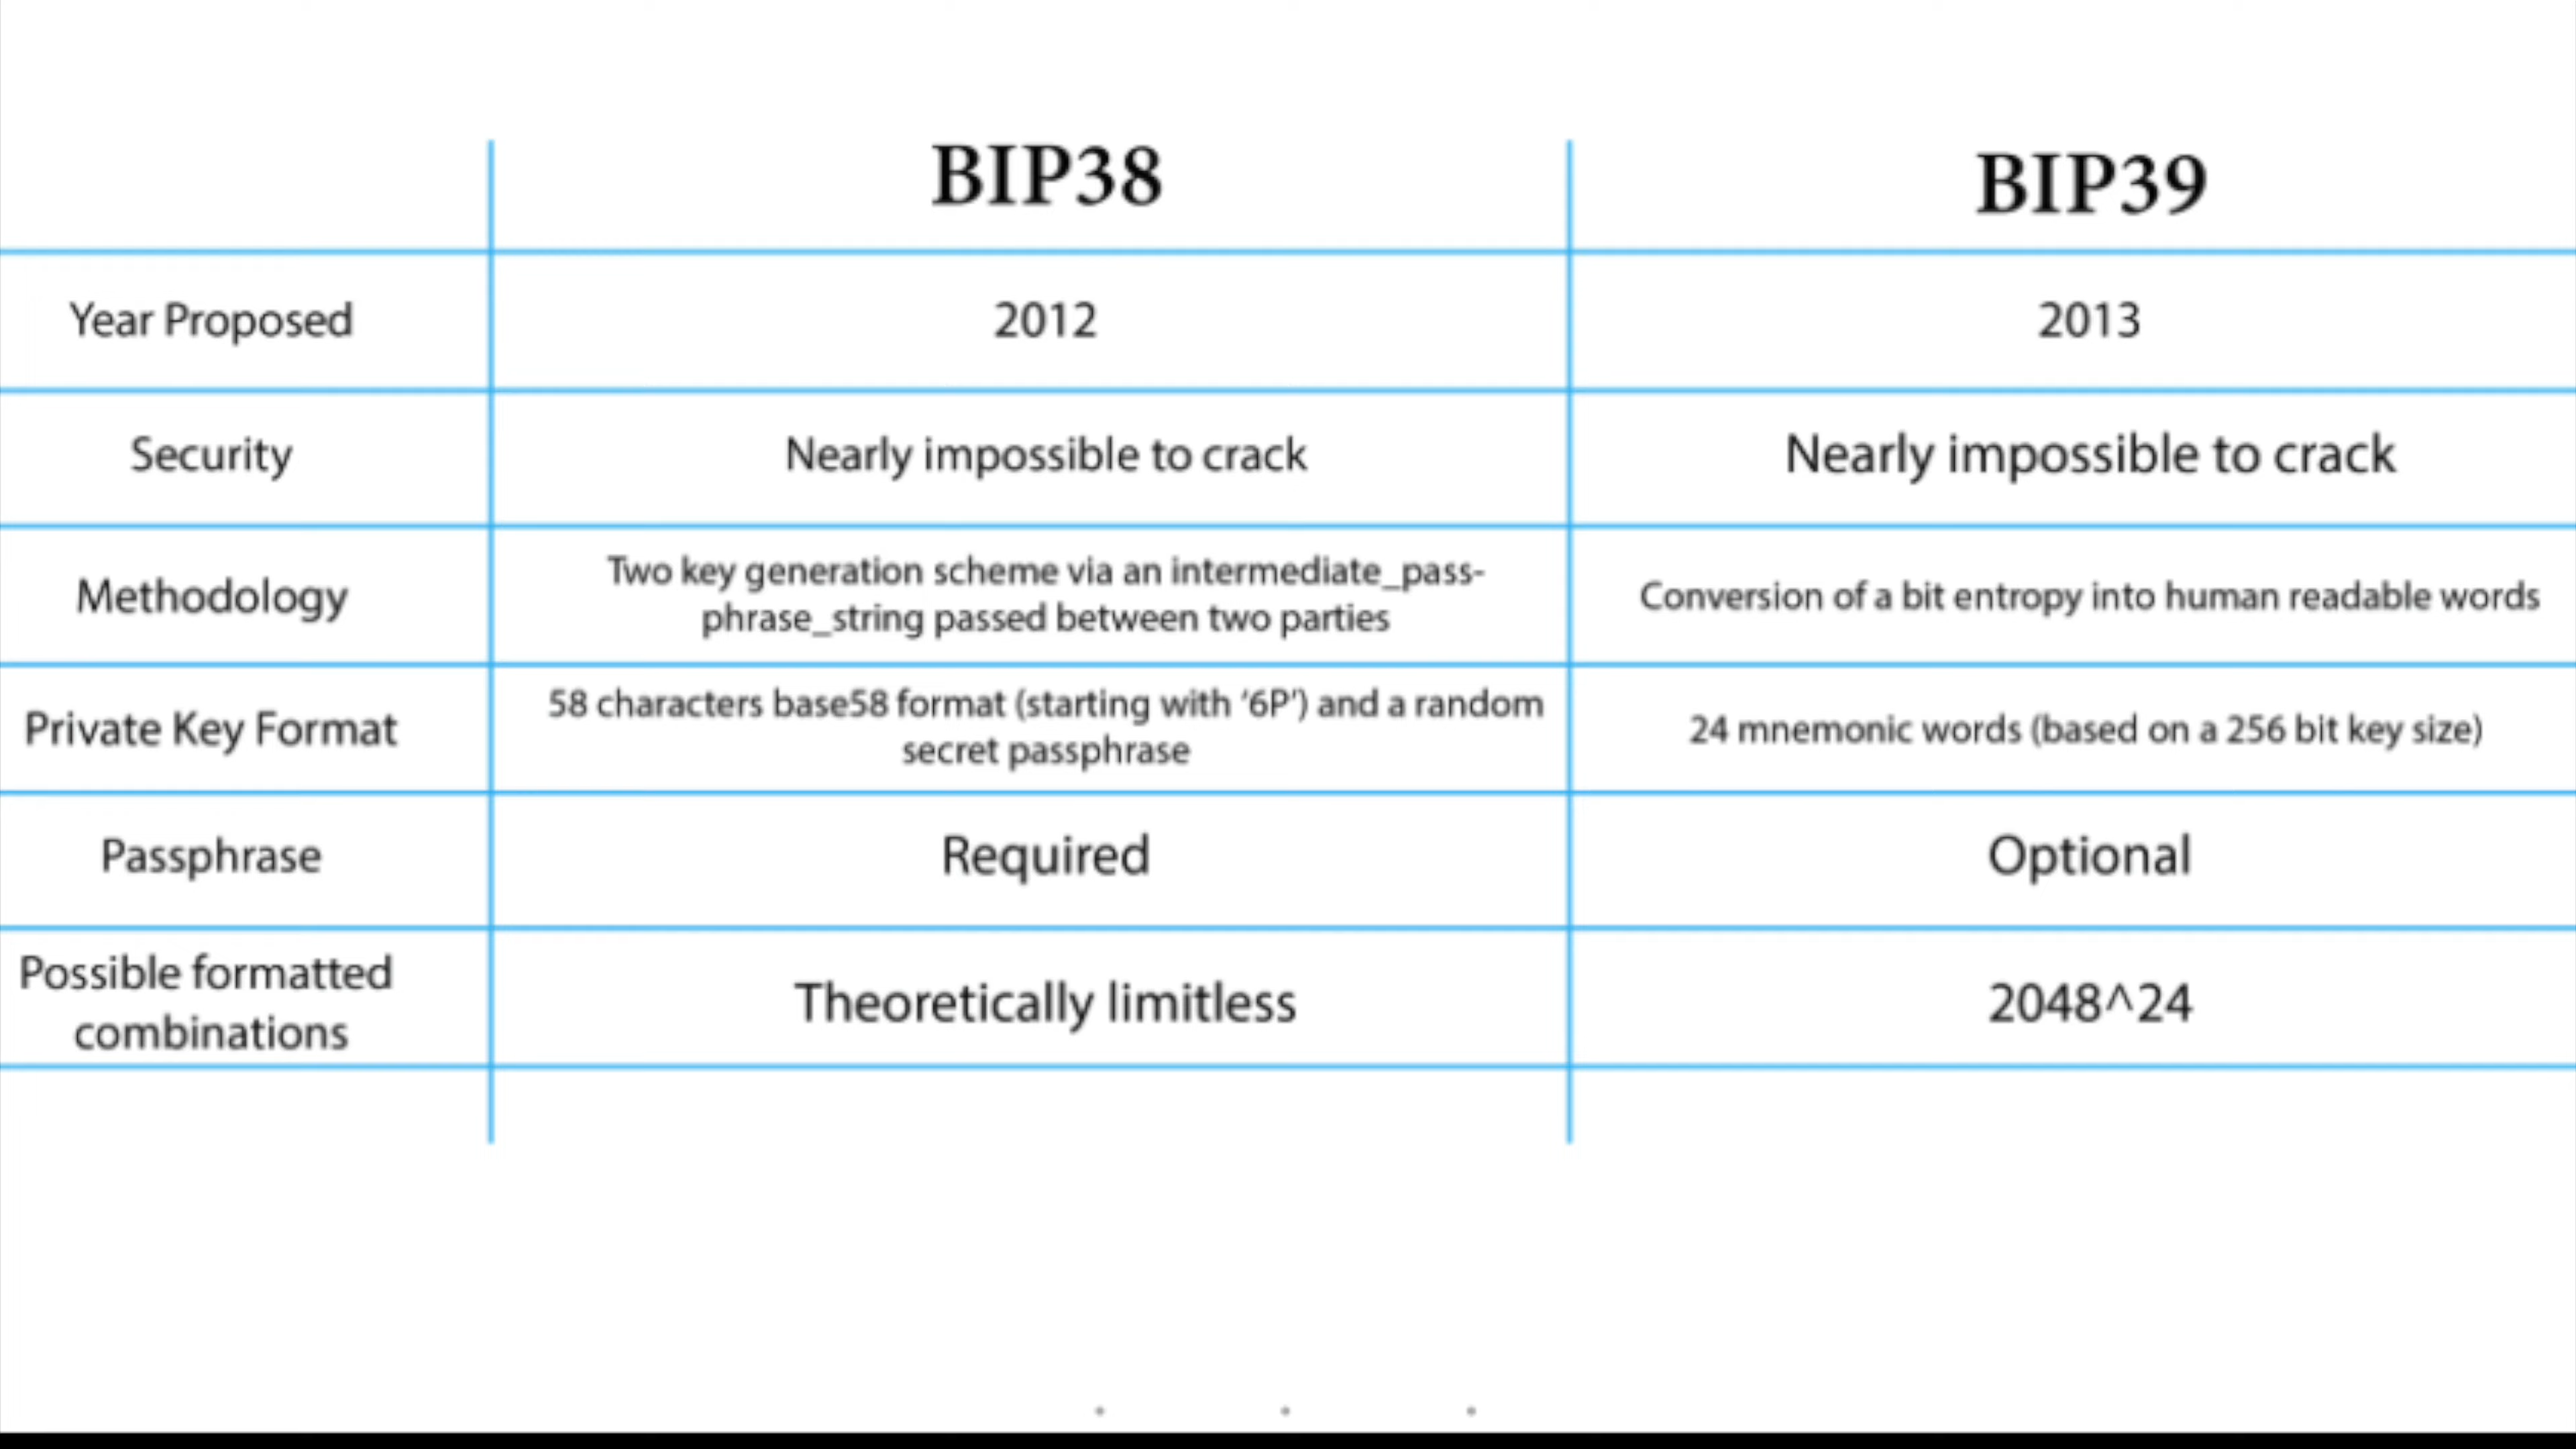 BIP38
BIP39
Year Proposed
2012
2013
Security
Nearly impossible to crack
Nearly impossible to crack
Methodology
Two key generation scheme via an intermediate_pass-
phrase_string passed between two parties
Conversion of a bit entropy into human readable words
Private Key Format
58 characters base58 format (starting with ‘6P’) and a random
secret passphrase
24 mnemonic words (based on a 256 bit key size)
Passphrase
Required
Optional
Possible formatted
combinations
Theoretically limitless
2048^24